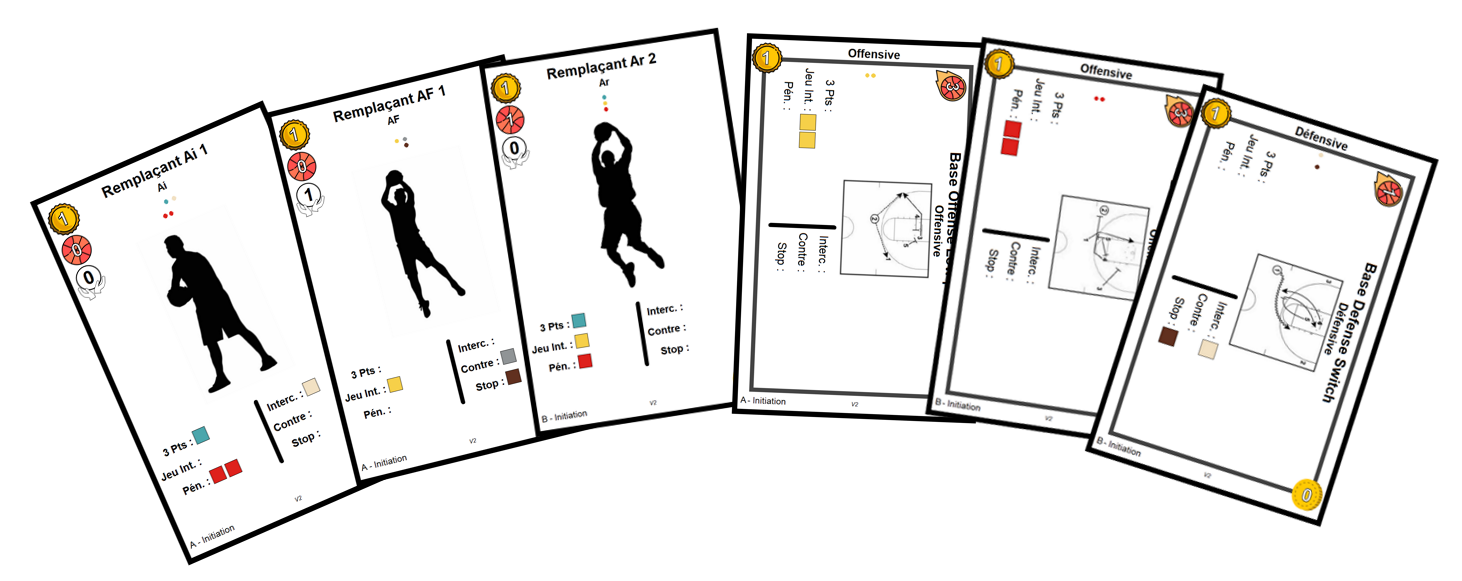 Remplaçant Ai 1
Ai
1
0
0
3 Pts :
Jeu Int. :
Pén. :
Interc. :
Contre :
Stop :
V2
A - Initiation
Remplaçant AF 1
AF
1
0
1
3 Pts :
Jeu Int. :
Pén. :
Interc. :
Contre :
Stop :
V2
A - Initiation
Remplaçant Ar 2
Ar
1
1
0
3 Pts :
Jeu Int. :
Pén. :
Interc. :
Contre :
Stop :
V2
B - Initiation
Offensive
1
3
3 Pts :
Jeu Int. :
Pén. :
Base Offense
Offensive
Interc. :
Contre :
Stop :
A - Initiation
V2
Offensive
1
3
3 Pts :
Jeu Int. :
Pén. :
Interc. :
Contre :
Stop :
B - Initiation
V2
Défensive
1
3 Pts :
Jeu Int. :
Pén. :
Base Defense Switch
Défensive
Interc. :
Contre :
Stop :
B - Initiation
V2
0